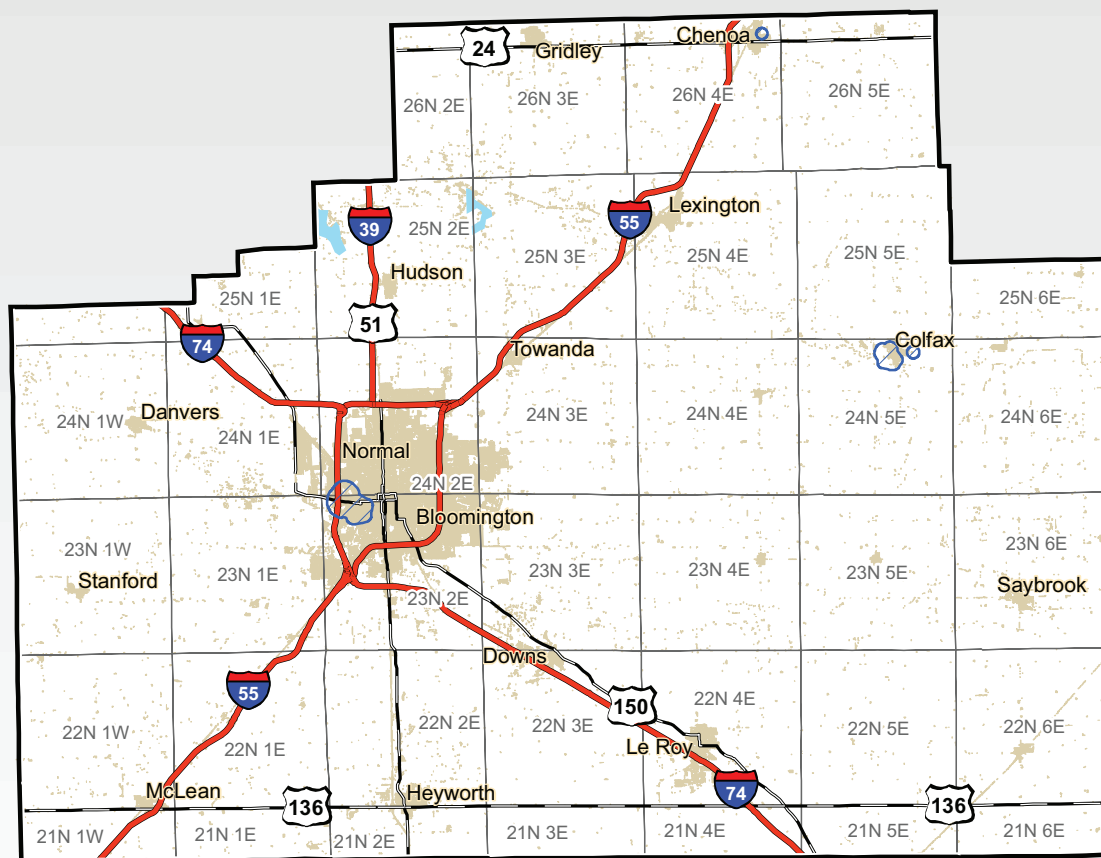 24
Gridley
Chenoa
26N 2E
26N 3E
26N 4E
26N 5E
39
25N 2E
55
Lexington
25N 3E
25N 4E
25N 5E
Hudson
25N 1E
25N 6E
51
74
Towanda
Colfax
Danvers
24N 1W
24N 1E
24N 3E
24N 4E
24N 5E
24N 6E
Normal
24N 2E
Bloomington
23N 1W
Stanford
23N 1E
23N 2E
23N 3E
23N 4E
23N 5E
23N 6E
Saybrook
Downs
55
150
22N 4E
22N 1W
22N 1E
22N 2E
22N 3E
22N 5E
22N 6E
Le Roy
McLean
136
Heyworth
74
136
21N 1W
21N 1E
21N 2E
21N 3E
21N 4E
21N 5E
21N 6E